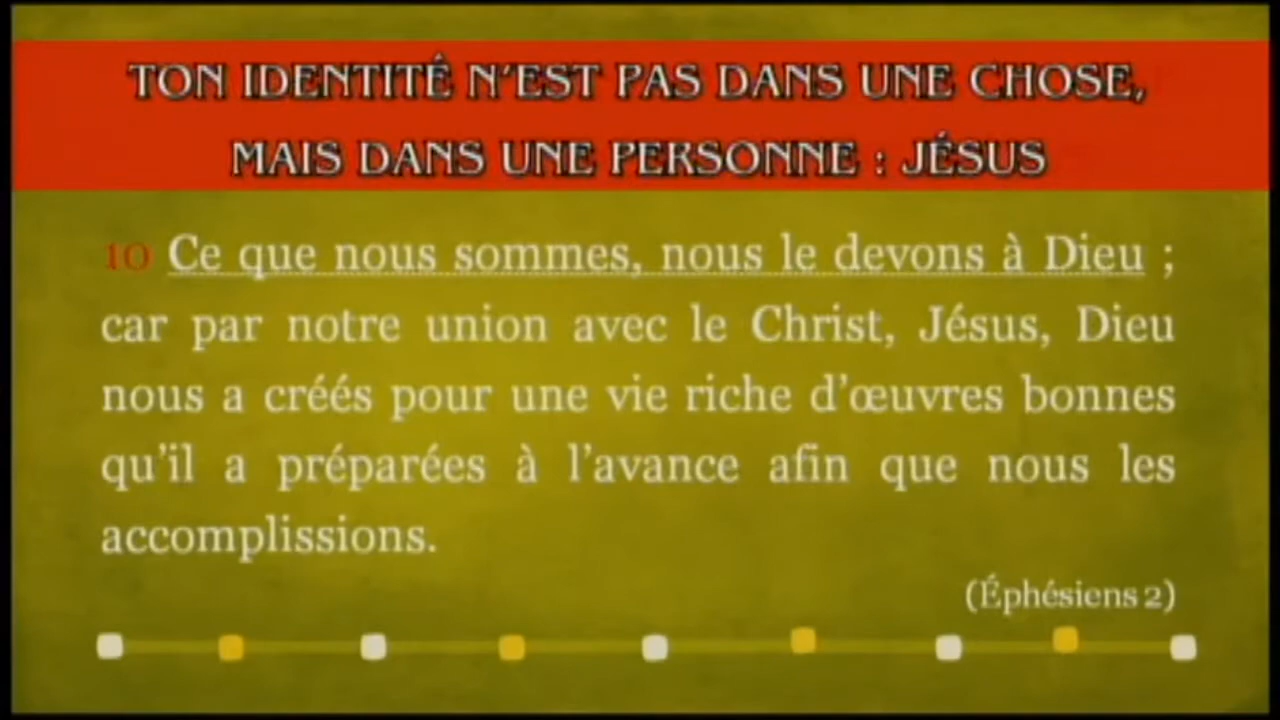 TON IDENTITÉ N'EST PAS DANS UNE CHOSE,
MAIS DANS UNE PERSONNE : JÉSUS
10 Ce que nous sommes, nous le devons à Dieu ;
car par notre union avec le Christ, Jésus, Dieu
nous a créés pour une vie riche d'œuvres bonnes
qu'il a préparées à l'avance afin que nous les
accomplissions.
(Éphésiens 2)